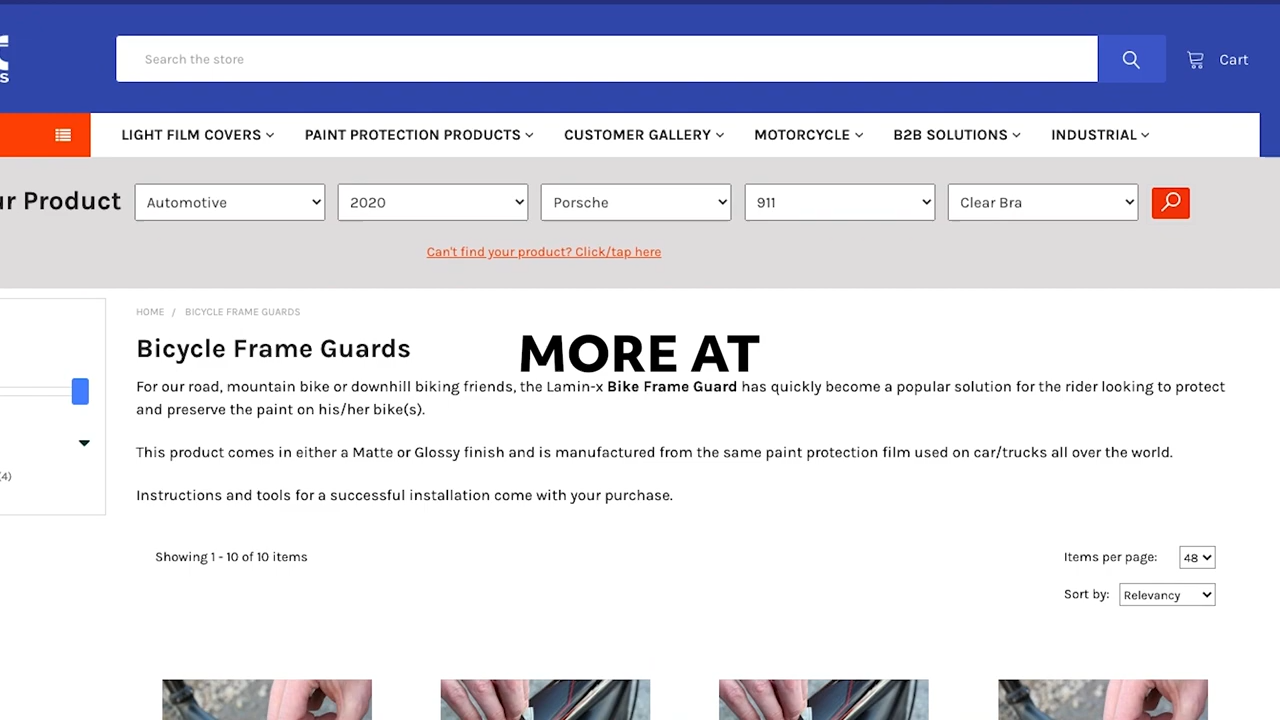 Search the store
Cart
LIGHT FILM COVERS
PAINT PROTECTION PRODUCTS
CUSTOMER GALLERY
MOTORCYCLE
B2B SOLUTIONS
INDUSTRIAL
Product
Automotive
2020
Porsche
911
Clear Bra
Can't find your product? Click/tap here
HOME / BICYCLE FRAME GUARDS
Bicycle Frame Guards
MORE AT
For our road, mountain bike or downhill biking friends, the Lamin-x Bike Frame Guard has quickly become a popular solution for the rider looking to protect
and preserve the paint on his/her bike(s).
This product comes in either a Matte or Glossy finish and is manufactured from the same paint protection film used on car/trucks all over the world.
(4)
Instructions and tools for a successful installation come with your purchase.
Showing 1 - 10 of 10 items
Items per page: 48
Sort by: Relevancy